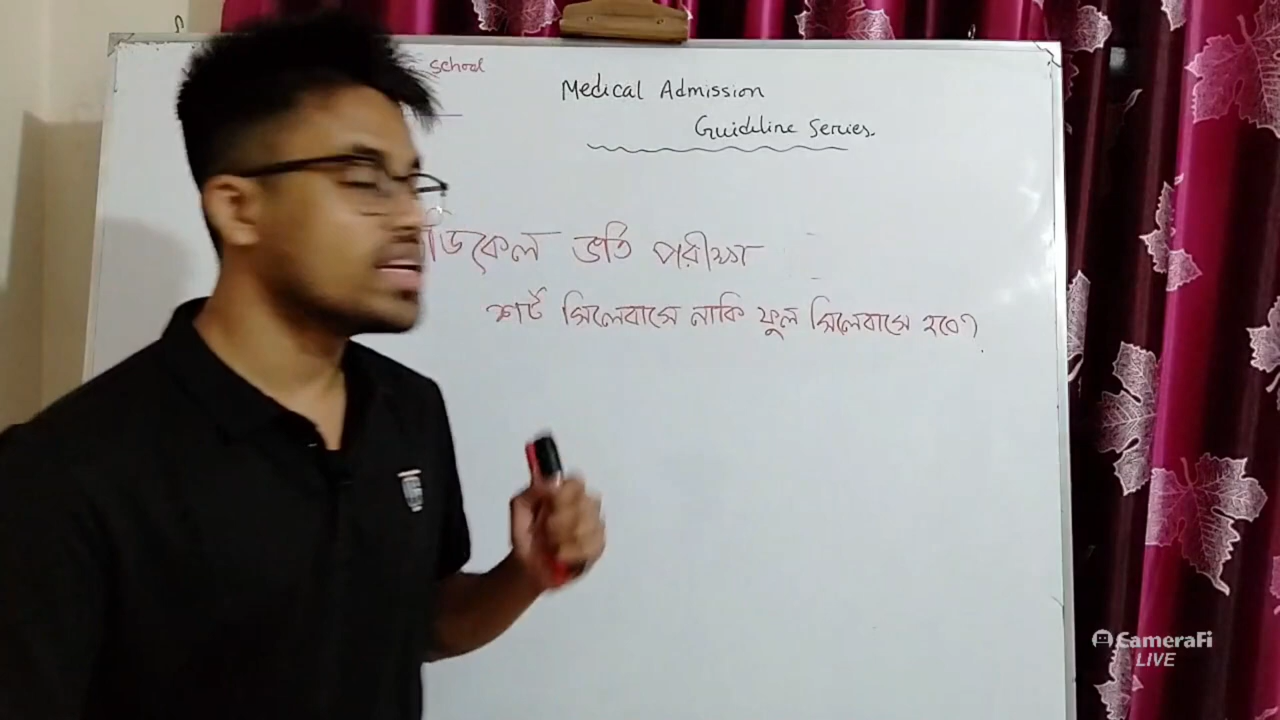 school
Medical Admission
Guideline Series.
ভর্তি পরীক্ষা
শর্ট সিলেবাসে নাকি ফুল সিলেবাসে হবে?
CameraFi
LIVE